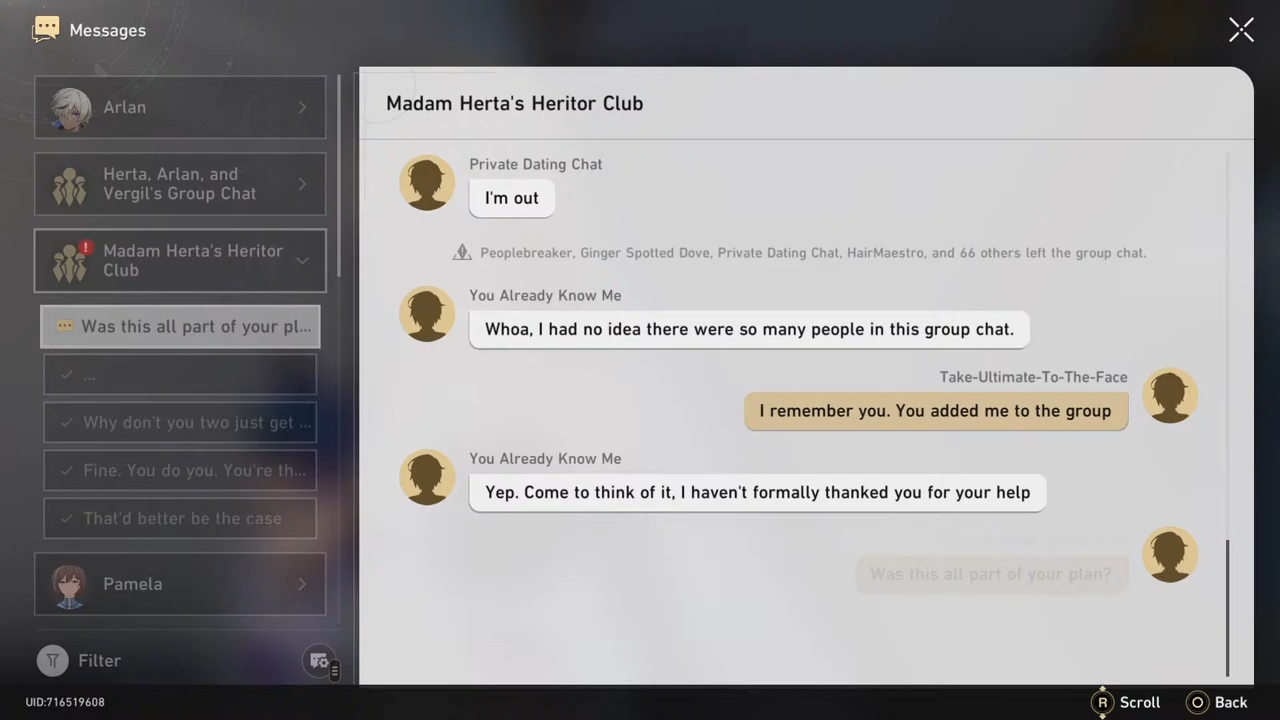 Messages
Arlan
Herta, Arlan, and
Vergil's Group Chat
Madam Herta's Heritor
Club
Was this all part of your pl...
...
Why don't you two just get ...
Fine. You do you. You're th...
That'd better be the case
Pamela
Filter
UID:716519608
Madam Herta's Heritor Club
Private Dating Chat
I'm out
Peoplebreaker, Ginger Spotted Dove, Private Dating Chat, HairMaestro, and 66 others left the group chat.
You Already Know Me
Whoa, I had no idea there were so many people in this group chat.
Take-Ultimate-To-The-Face
I remember you. You added me to the group
You Already Know Me
Yep. Come to think of it, I haven't formally thanked you for your help
Was this all part of your plan?
R Scroll
Back